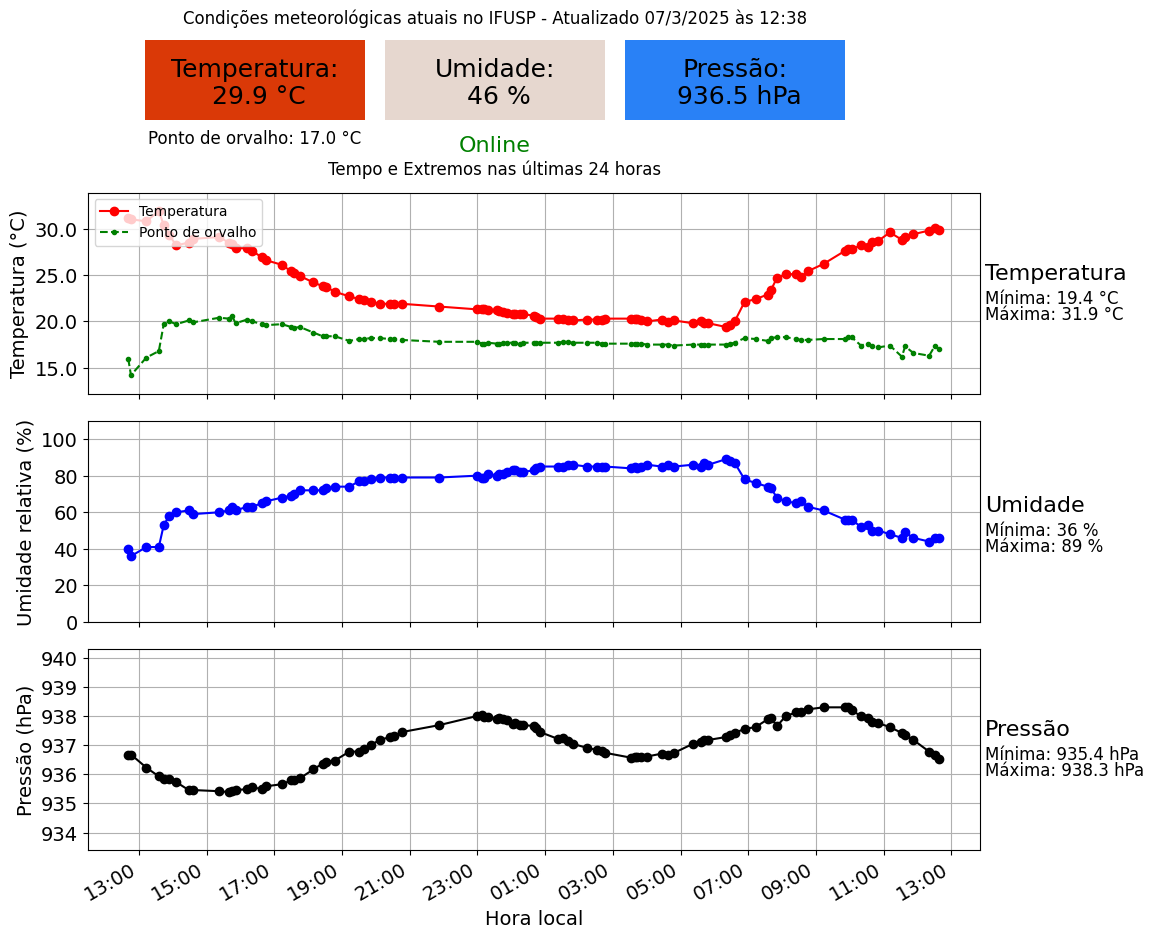 Condições meteorológicas atuais no IFUSP - Atualizado 07/3/2025 às 12:38
Temperatura:
29.9 °C
Umidade:
46 %
Pressão:
936.5 hPa
Ponto de orvalho: 17.0 °C
Online
Tempo e Extremos nas últimas 24 horas
Temperatura (°C)
30.0
25.0
20.0
15.0
Temperatura
Ponto de orvalho
Temperatura
Mínima: 19.4 °C
Máxima: 31.9 °C
Umidade relativa (%)
100
80
60
40
20
0
Umidade
Mínima: 36 %
Máxima: 89 %
Pressão (hPa)
940
939
938
937
936
935
934
Pressão
Mínima: 935.4 hPa
Máxima: 938.3 hPa
13:00 15:00 17:00 19:00 21:00 23:00 01:00 03:00 05:00 07:00 09:00 11:00 13:00
Hora local